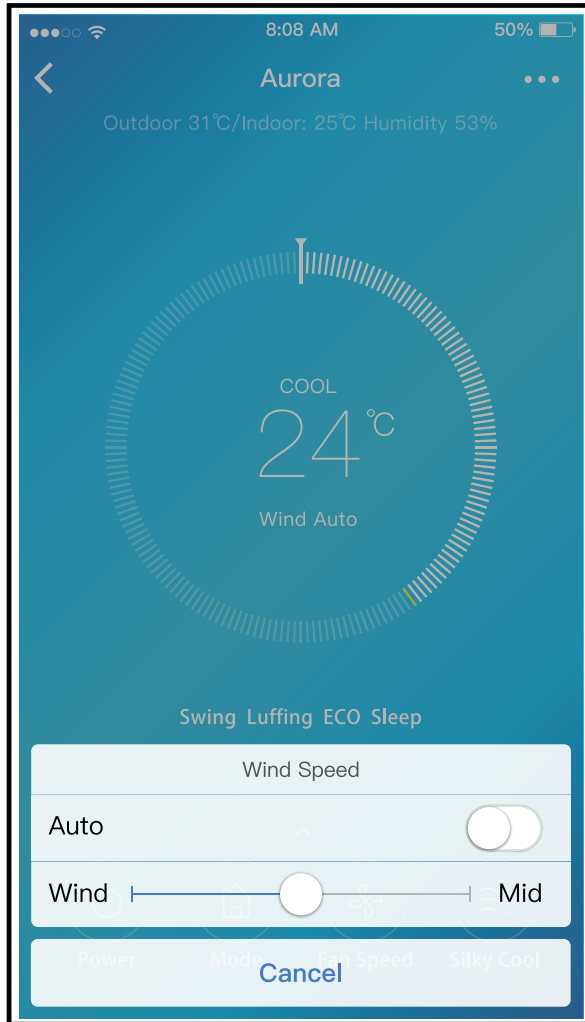 8:08 AM 50%
Aurora
Outdoor 31℃/Indoor: 25℃ Humidity 53%
COOL
24 ℃
Wind Auto
Swing Luffing ECO Sleep
Wind Speed
Auto
Wind Mid
Power Mode Fan Speed Silky Cool
Cancel